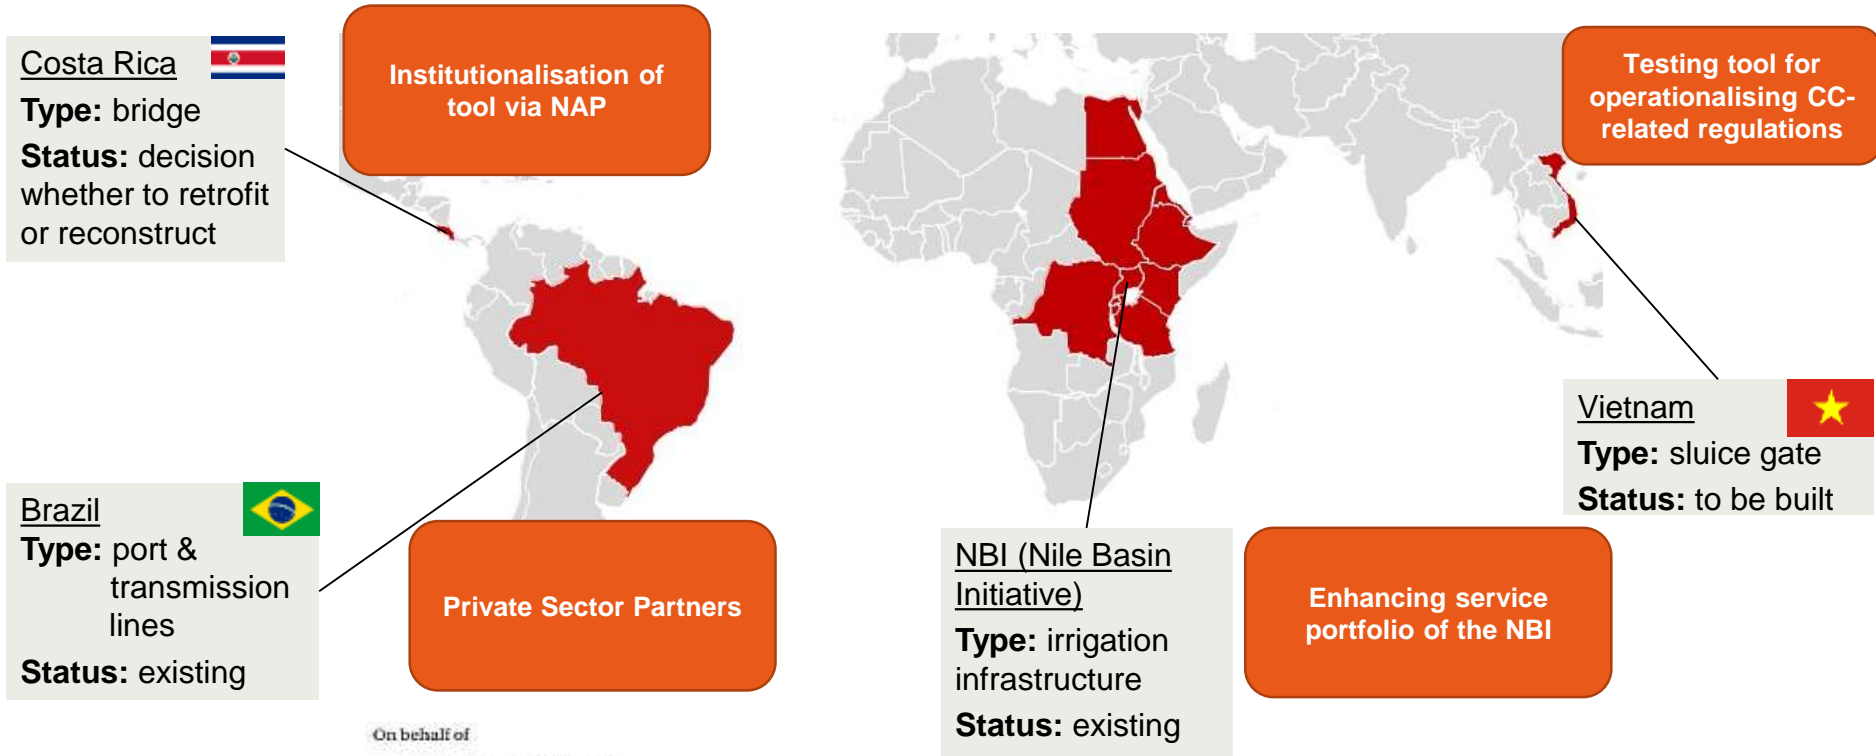 Costa Rica
Type: bridge
Status: decision
whether to retrofit
or reconstruct
Institutionalisation of
tool via NAP
Testing tool for
operationalising CC-
related regulations
Brazil
Type: port &
transmission
lines
Status: existing
Private Sector Partners
NBI (Nile Basin
Initiative)
Type: irrigation
infrastructure
Status: existing
Enhancing service
portfolio of the NBI
Vietnam
Type: sluice gate
Status: to be built
On behalf of